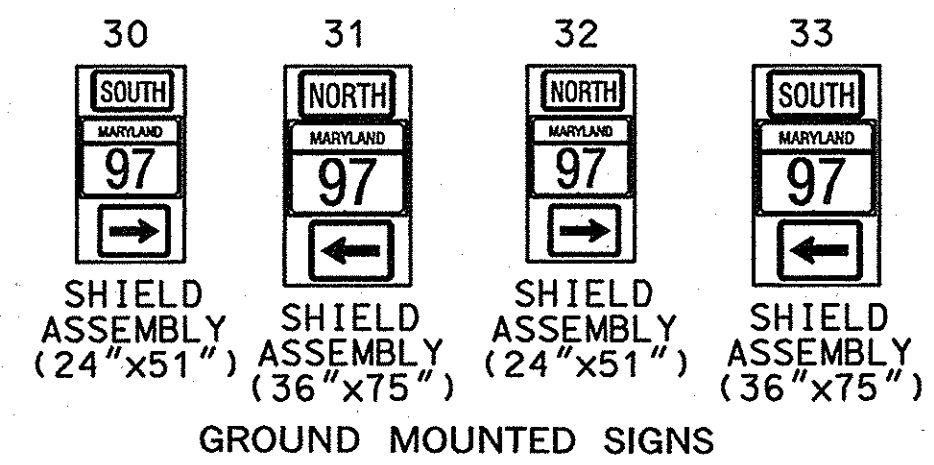 30
SOUTH
MARYLAND
97
SHIELD
ASSEMBLY
(24"x51")
31
NORTH
MARYLAND
97
SHIELD
ASSEMBLY
(36"x75")
32
NORTH
MARYLAND
97
SHIELD
ASSEMBLY
(24"x51")
33
SOUTH
MARYLAND
97
SHIELD
ASSEMBLY
(36"x75")
GROUND MOUNTED SIGNS